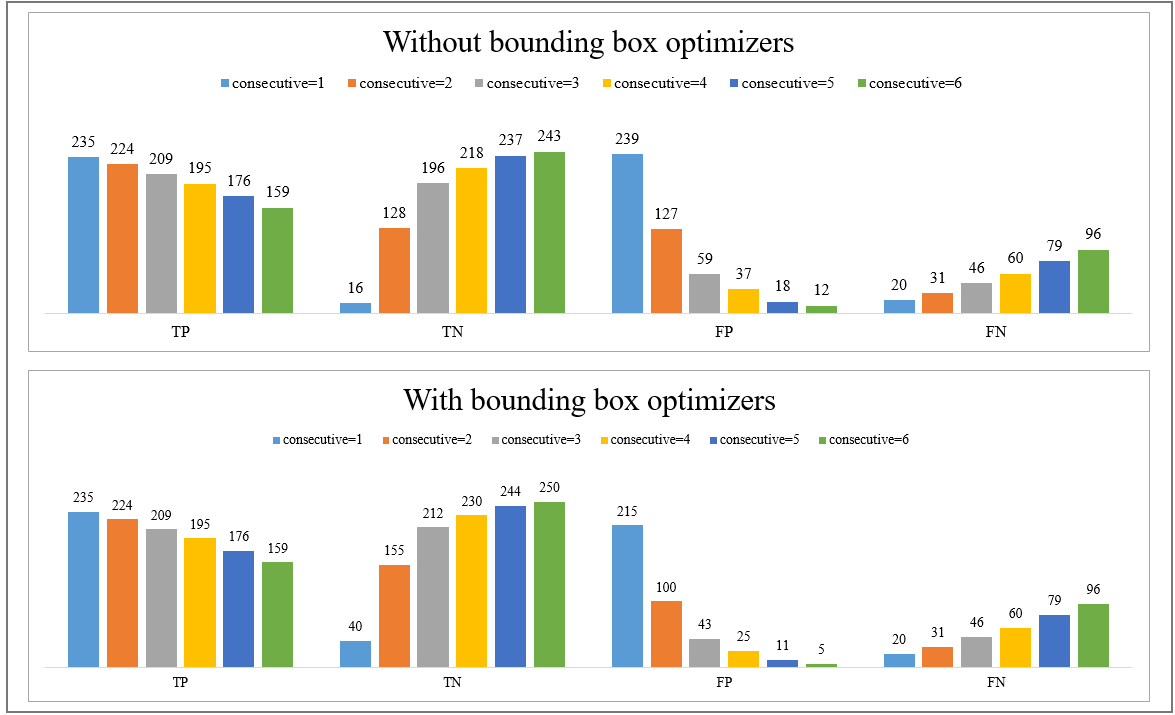 Without bounding box optimizers
consecutive=1 consecutive=2 consecutive=3 consecutive=4 consecutive=5 consecutive=6
235 224 209 195 176 159
16 128 196 218 237 243
239 127 59 37 18 12
20 31 46 60 79 96
TP TN FP FN
With bounding box optimizers
consecutive=1 consecutive=2 consecutive=3 consecutive=4 consecutive=5 consecutive=6
235 224 209 195 176 159
40 155 212 230 244 250
215 100 43 25 11 5
20 31 46 60 79 96
TP TN FP FN